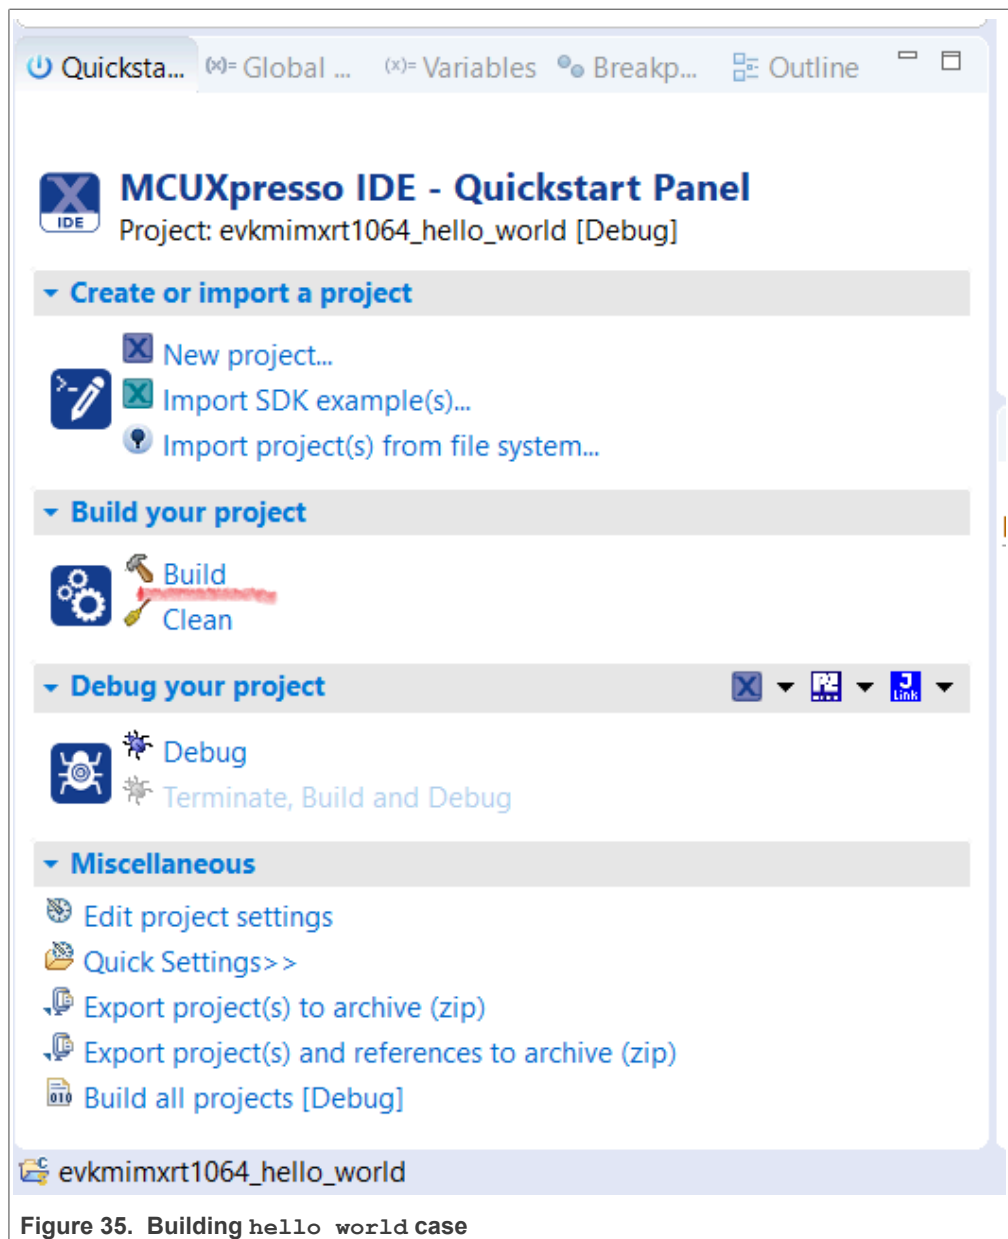 Quicksta... (x)= Global ... (x)= Variables Breakp... Outline
X IDE
MCUXpresso IDE - Quickstart Panel
Project: evkmimxrt1064_hello_world [Debug]
Create or import a project
New project...
Import SDK example(s)...
Import project(s) from file system...
Build your project
Build
Clean
Debug your project
J Link
Debug
Terminate, Build and Debug
Miscellaneous
Edit project settings
Quick Settings>>
Export project(s) to archive (zip)
Export project(s) and references to archive (zip)
010 Build all projects [Debug]
evkmimxrt1064_hello_world
Figure 35. Building hello world case